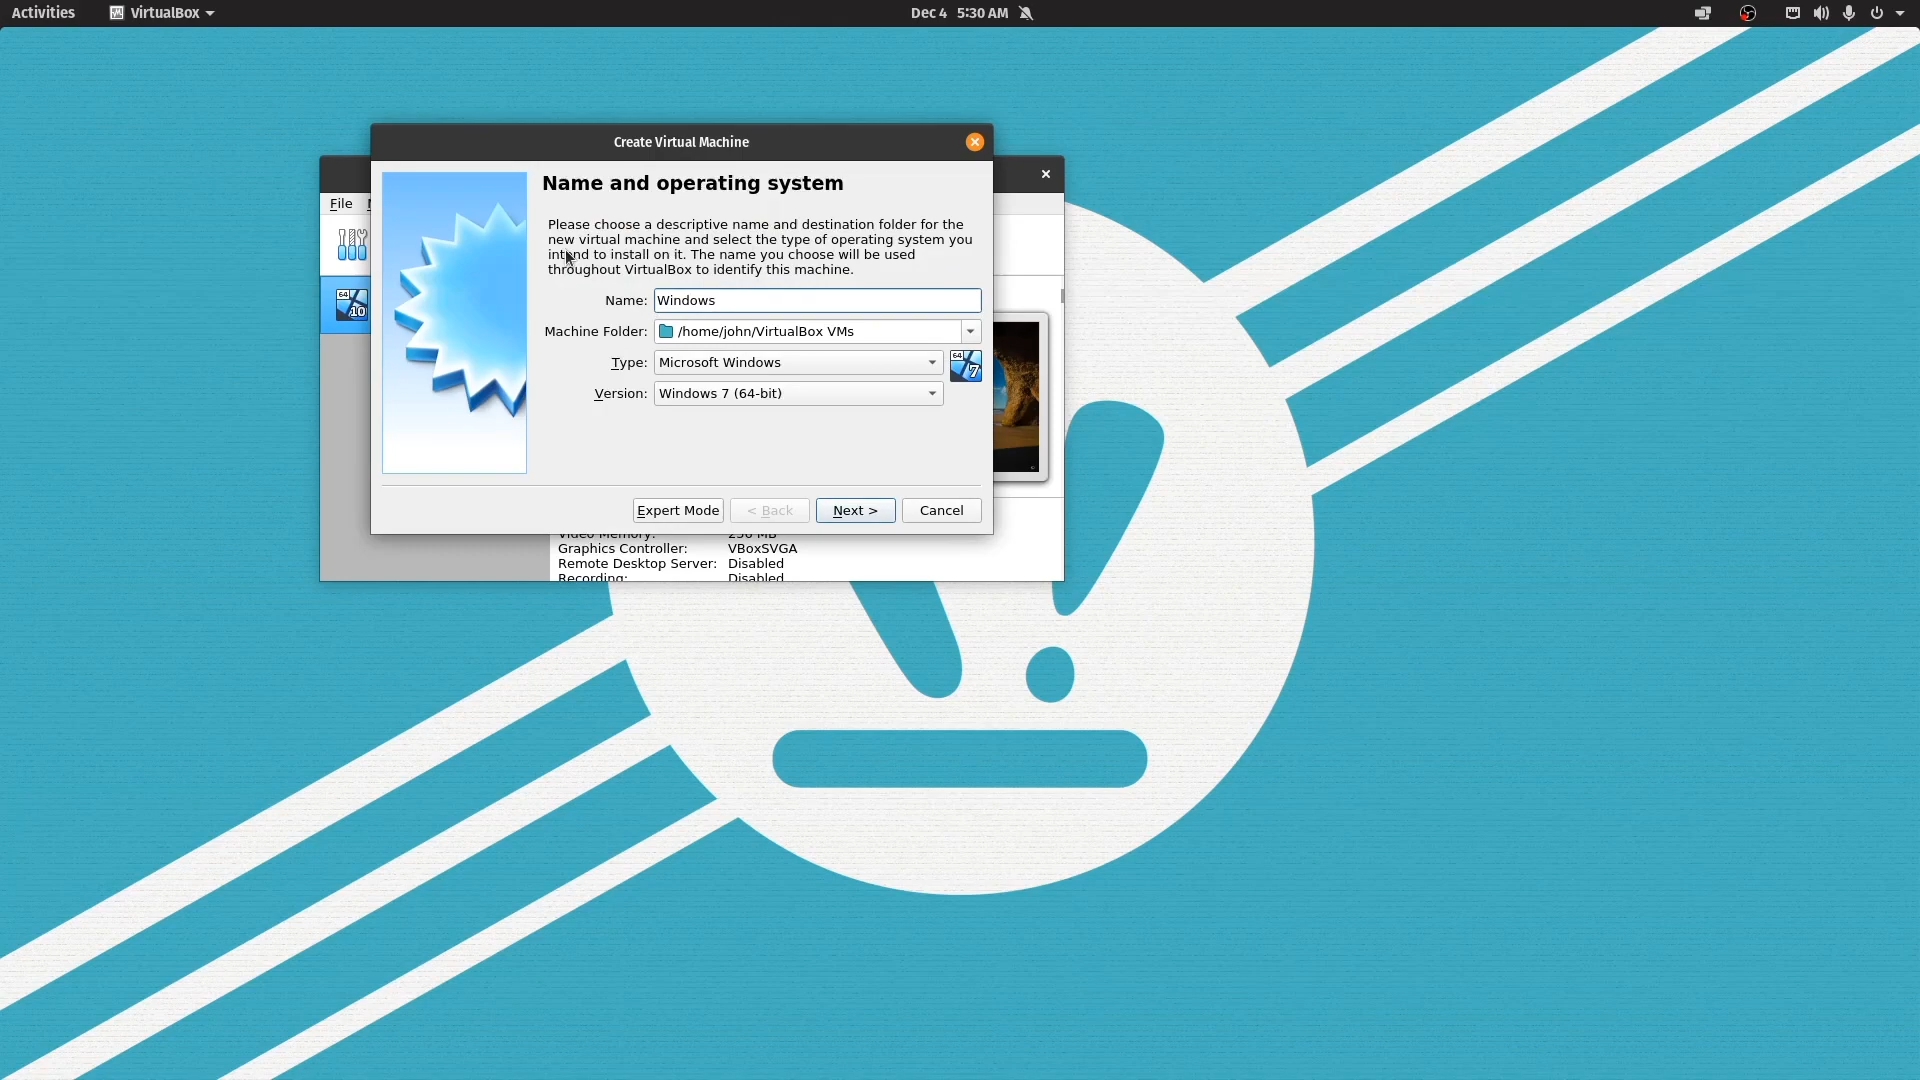 Activities VirtualBox Dec 4 5:30 AM
Create Virtual Machine
File
Name and operating system
Please choose a descriptive name and destination folder for the
new virtual machine and select the type of operating system you
intend to install on it. The name you choose will be used
throughout VirtualBox to identify this machine.
64
10
Name: Windows
Machine Folder: /home/john/VirtualBox VMs
Type: Microsoft Windows
64
7
Version: Windows 7 (64-bit)
Expert Mode < Back Next > Cancel
Video Memory: 256 MB
Graphics Controller: VBoxSVGA
Remote Desktop Server: Disabled
Recording: Disabled